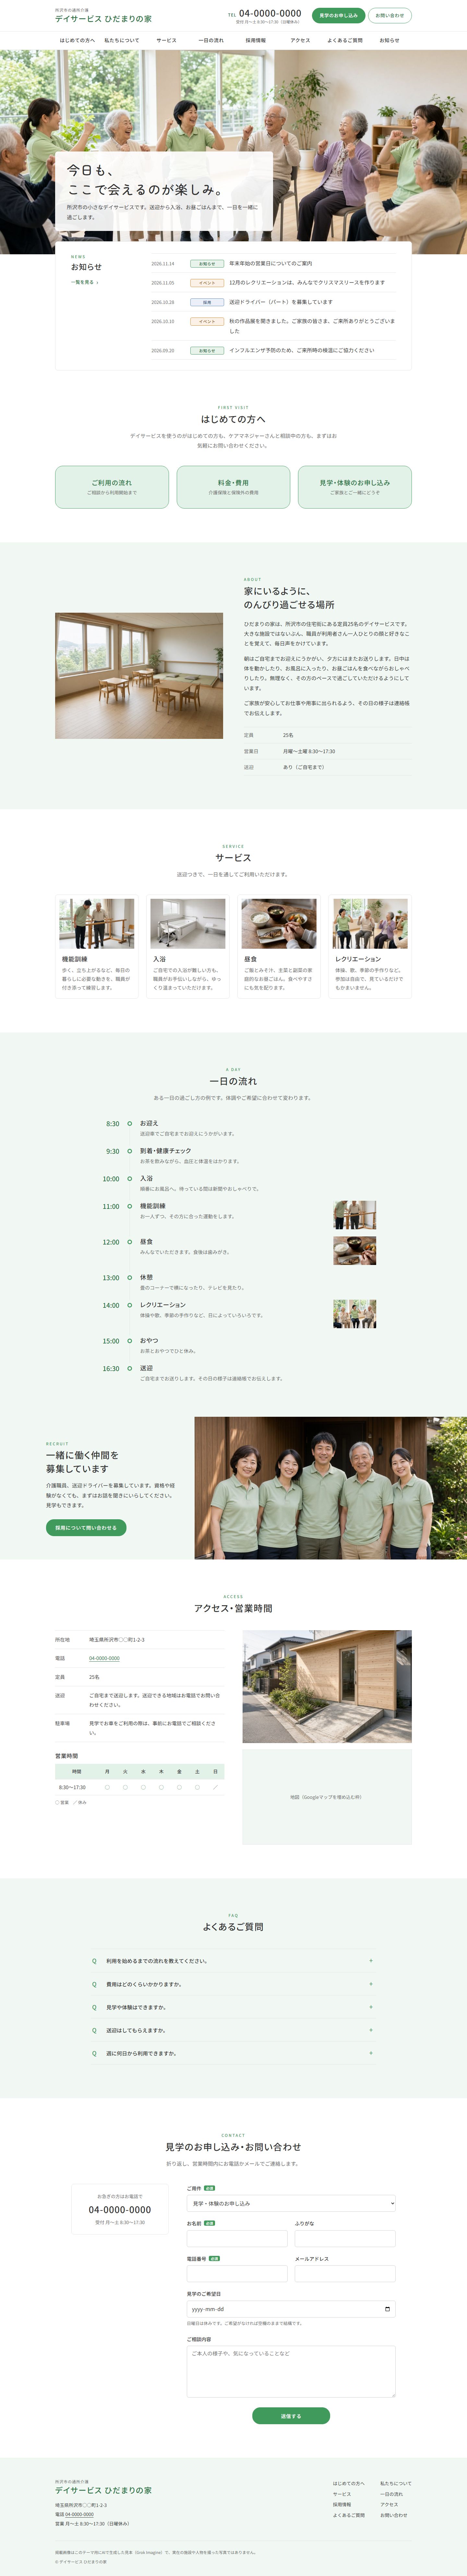 所沢市の通所介護
デイサービス ひだまりの家
TEL 04-0000-0000
受付 月〜土 8:30〜17:30（日曜休み）
見学のお申し込み
お問い合わせ
はじめての方へ
私たちについて
サービス
一日の流れ
採用情報
アクセス
よくあるご質問
お知らせ
今日も、
ここで会えるのが楽しみ。
所沢市の小さなデイサービスです。送迎から入浴、お昼ごはんまで、一日を一緒に
過ごします。
NEWS
お知らせ
一覧を見る ›
2026.11.14 お知らせ 年末年始の営業日についてのご案内
2026.11.05 イベント 12月のレクリエーションは、みんなでクリスマスリースを作ります
2026.10.28 採用 送迎ドライバー（パート）を募集しています
2026.10.10 イベント 秋の作品展を開きました。ご家族の皆さま、ご来所ありがとうございま
した
2026.09.20 お知らせ インフルエンザ予防のため、ご来所時の検温にご協力ください
FIRST VISIT
はじめての方へ
デイサービスを使うのがはじめての方も、ケアマネジャーさんと相談中の方も、まずはお
気軽にお問い合わせください。
ご利用の流れ
ご相談から利用開始まで
料金・費用
介護保険と保険外の費用
見学・体験のお申し込み
ご家族とご一緒にどうぞ
ABOUT
家にいるように、
のんびり過ごせる場所
ひだまりの家は、所沢市の住宅街にある定員25名のデイサービスです。
大きな施設ではないぶん、職員が利用者さん一人ひとりの顔と好きなこ
とを覚えて、毎日声をかけています。
朝はご自宅までお迎えにうかがい、夕方にはまたお送りします。日中は
体を動かしたり、お風呂に入ったり、お昼ごはんを食べながらおしゃべ
りしたり。無理なく、その方のペースで過ごしていただけるようにして
います。
ご家族が安心してお仕事や用事に出られるよう、その日の様子は連絡帳
でお伝えします。
定員 25名
営業日 月曜〜土曜 8:30〜17:30
送迎 あり（ご自宅まで）
SERVICE
サービス
送迎つきで、一日を通してご利用いただけます。
機能訓練
歩く、立ち上がるなど、毎日の
暮らしに必要な動きを、職員が
付き添って練習します。
入浴
ご自宅での入浴が難しい方も、
職員がお手伝いしながら、ゆっ
くり温まっていただけます。
昼食
ご飯とみそ汁、主菜と副菜の家
庭的なお昼ごはん。食べやすさ
にも気を配ります。
レクリエーション
体操、歌、季節の手作りなど。
参加は自由で、見ているだけで
もかまいません。
A DAY
一日の流れ
ある一日の過ごし方の例です。体調やご希望に合わせて変わります。
8:30 お迎え
送迎車でご自宅までお迎えにうかがいます。
9:30 到着・健康チェック
お茶を飲みながら、血圧と体温をはかります。
10:00 入浴
順番にお風呂へ。待っている間は新聞やおしゃべりで。
11:00 機能訓練
お一人ずつ、その方に合った運動をします。
12:00 昼食
みんなでいただきます。食後は歯みがき。
13:00 休憩
畳のコーナーで横になったり、テレビを見たり。
14:00 レクリエーション
体操や歌、季節の手作りなど、日によっていろいろです。
15:00 おやつ
お茶とおやつでひと休み。
16:30 送迎
ご自宅までお送りします。その日の様子は連絡帳でお伝えします。
RECRUIT
一緒に働く仲間を
募集しています
介護職員、送迎ドライバーを募集しています。資格や経
験がなくても、まずはお話を聞きにいらしてください。
見学もできます。
採用について問い合わせる
ACCESS
アクセス・営業時間
所在地 埼玉県所沢市○○町1-2-3
電話 04-0000-0000
定員 25名
送迎 ご自宅まで送迎します。送迎できる地域はお電話でお問い合
わせください。
駐車場 見学でお車をご利用の際は、事前にお電話でご相談くださ
い。
営業時間
時間 月 火 水 木 金 土 日
8:30〜17:30 ○ ○ ○ ○ ○ ○ ／
○ 営業 ／ 休み
地図（Googleマップを埋め込む枠）
FAQ
よくあるご質問
Q 利用を始めるまでの流れを教えてください。 +
Q 費用はどのくらいかかりますか。 +
Q 見学や体験はできますか。 +
Q 送迎はしてもらえますか。 +
Q 週に何日から利用できますか。 +
CONTACT
見学のお申し込み・お問い合わせ
折り返し、営業時間内にお電話かメールでご連絡します。
お急ぎの方はお電話で
04-0000-0000
受付 月〜土 8:30〜17:30
ご用件 必須
見学・体験のお申し込み
お名前 必須
ふりがな
電話番号 必須
メールアドレス
見学のご希望日
yyyy-mm-dd
日曜日は休みです。ご希望がなければ空欄のままで結構です。
ご相談内容
ご本人の様子や、気になっていることなど
送信する
所沢市の通所介護
デイサービス ひだまりの家
埼玉県所沢市○○町1-2-3
電話 04-0000-0000
営業 月〜土 8:30〜17:30（日曜休み）
はじめての方へ
私たちについて
サービス
一日の流れ
採用情報
アクセス
よくあるご質問
お問い合わせ
掲載画像はこのテーマ用にAIで生成した見本（Grok Imagine）で、実在の施設や人物を撮った写真ではありません。
© デイサービス ひだまりの家